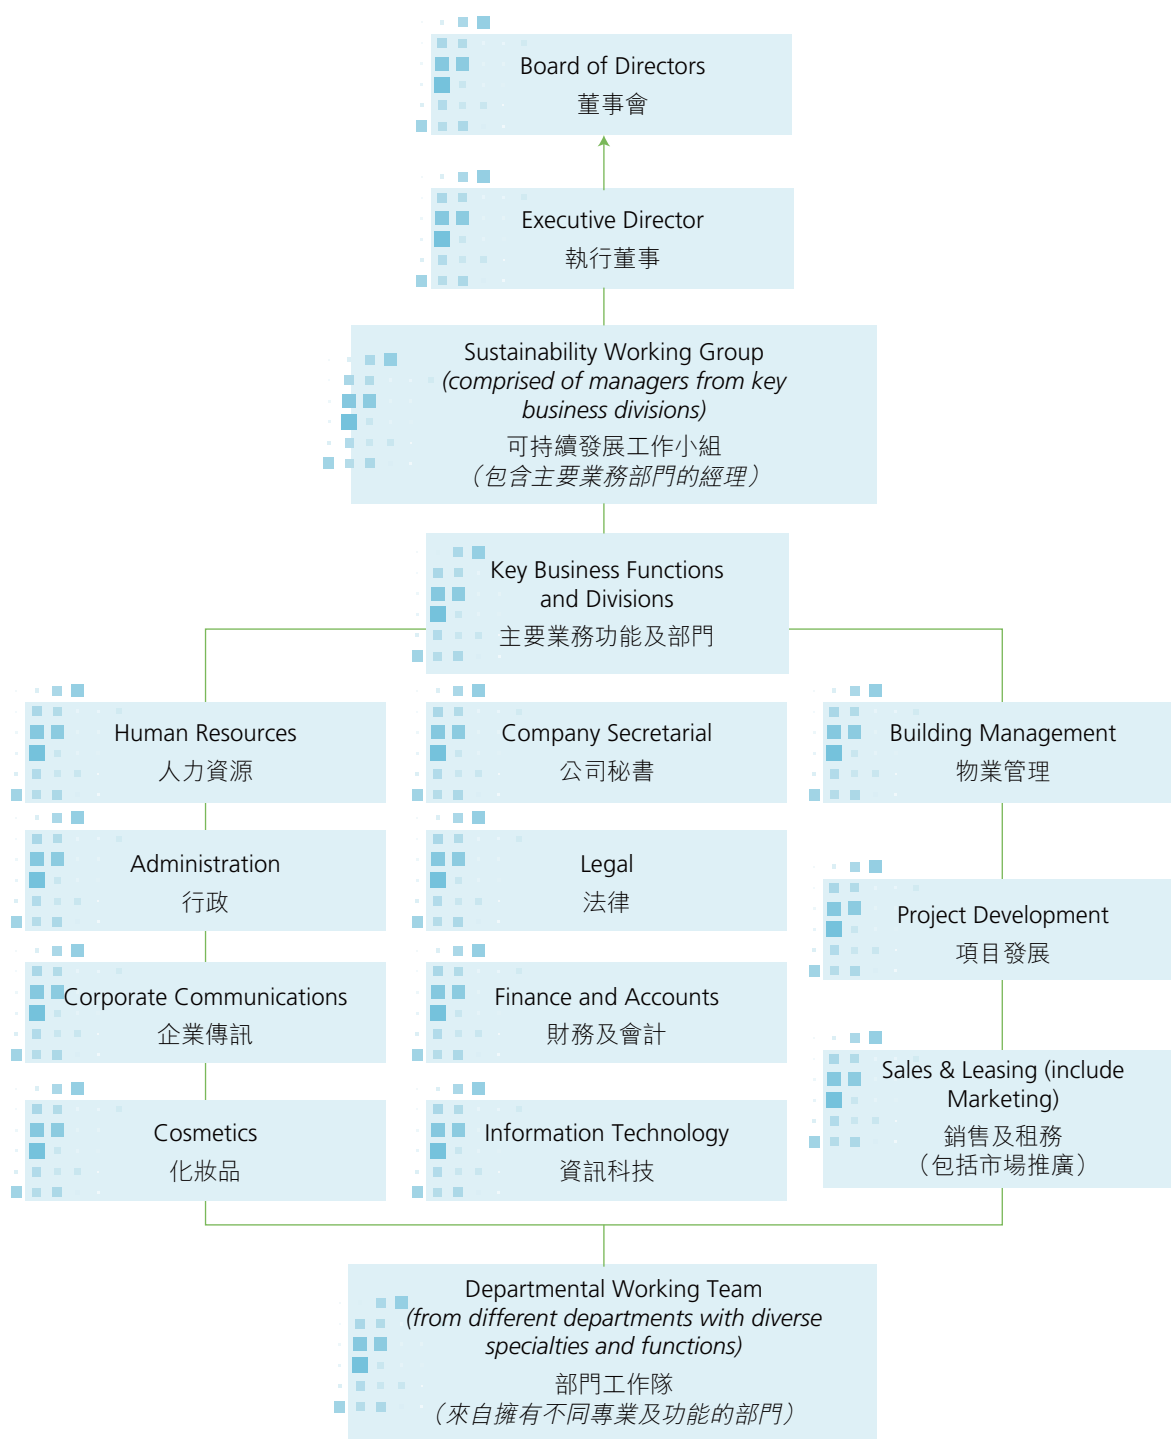 Board of Directors
董事會
Executive Director
執行董事
Sustainability Working Group
(comprised of managers from key
business divisions)
可持續發展工作小組
（包含主要業務部門的經理）
Key Business Functions
and Divisions
主要業務功能及部門
Human Resources
人力資源
Company Secretarial
公司秘書
Building Management
物業管理
Administration
行政
Legal
法律
Project Development
項目發展
Corporate Communications
企業傳訊
Finance and Accounts
財務及會計
Sales & Leasing (include
Marketing)
銷售及租務
（包括市場推廣）
Cosmetics
化妝品
Information Technology
資訊科技
Departmental Working Team
(from different departments with diverse
specialties and functions)
部門工作隊
（來自擁有不同專業及功能的部門）